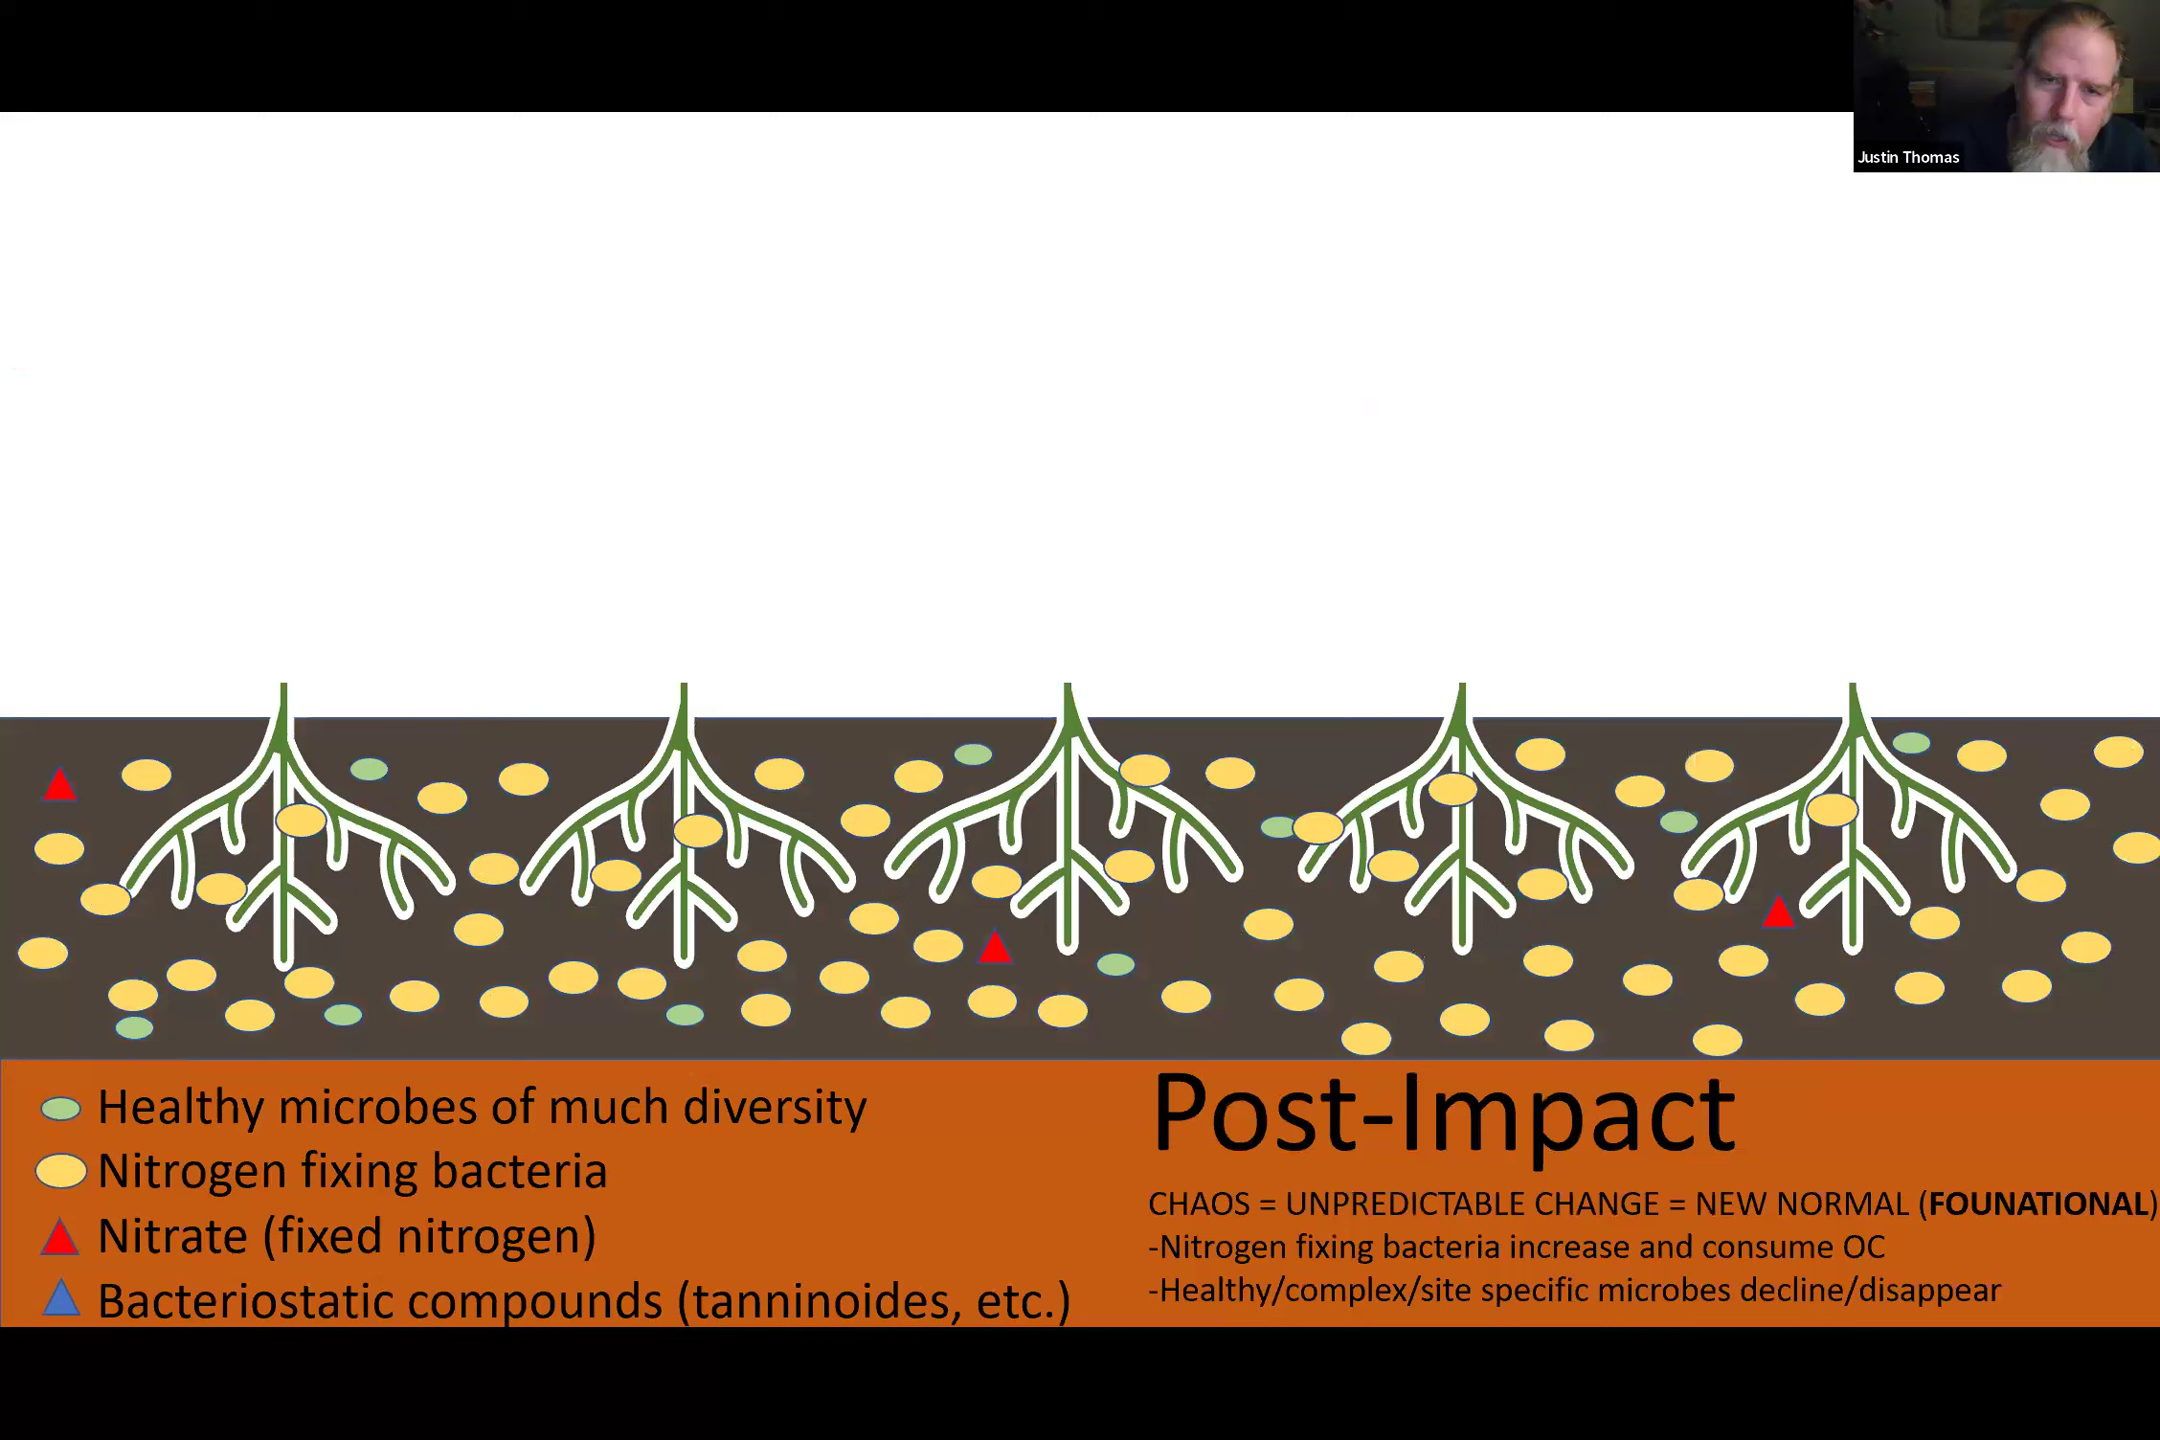 Justin Thomas
Healthy microbes of much diversity
Nitrogen fixing bacteria
Nitrate (fixed nitrogen)
Bacteriostatic compounds (tanninoides, etc.)
Post-Impact
CHAOS = UNPREDICTABLE CHANGE = NEW NORMAL (FOUNATIONAL)
-Nitrogen fixing bacteria increase and consume OC
-Healthy/complex/site specific microbes decline/disappear